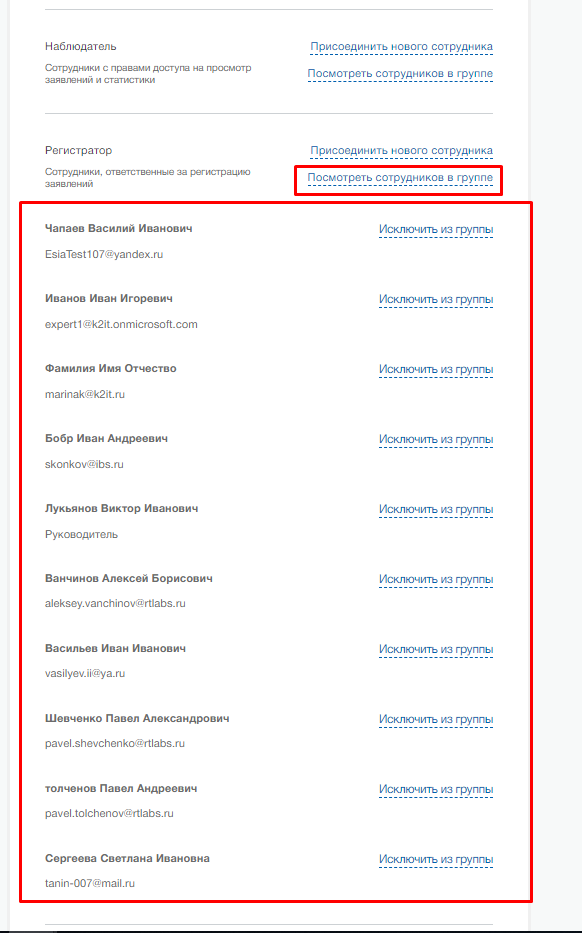 Наблюдатель
Присоединить нового сотрудника
Сотрудники с правами доступа на просмотр
заявлений и статистики
Посмотреть сотрудников в группе
Регистратор
Присоединить нового сотрудника
Сотрудники, ответственные за регистрацию
заявлений
Посмотреть сотрудников в группе
Чапаев Василий Иванович
Исключить из группы
EsiaTest107@yandex.ru
Иванов Иван Игоревич
Исключить из группы
expert1@k2it.onmicrosoft.com
Фамилия Имя Отчество
Исключить из группы
marinak@k2it.ru
Бобр Иван Андреевич
Исключить из группы
skonkov@ibs.ru
Лукьянов Виктор Иванович
Исключить из группы
Руководитель
Ванчинов Алексей Борисович
Исключить из группы
aleksey.vanchinov@rtlabs.ru
Васильев Иван Иванович
Исключить из группы
vasilyev.ii@ya.ru
Шевченко Павел Александрович
Исключить из группы
pavel.shevchenko@rtlabs.ru
толченов Павел Андреевич
Исключить из группы
pavel.tolchenov@rtlabs.ru
Сергеева Светлана Ивановна
Исключить из группы
tanin-007@mail.ru